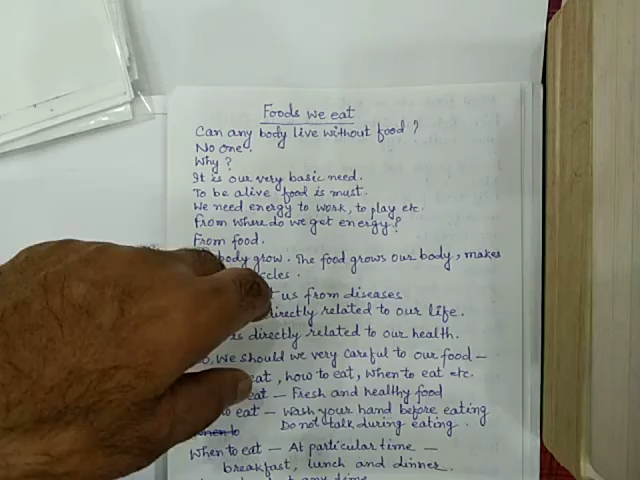 Foods we eat
Can any body live without food ?
No one.
Why ?
It is our very basic need.
To be alive food is must.
We need energy to work, to play etc.
From where do we get energy?
From food.
body grow. The food grows our body, makes
us from diseases
directly related to our life.
is directly related to our health.
We should we very careful to our food –
eat, how to eat, When to eat etc.
eat – Fresh and healthy food
to eat – Wash your hand before eating
Do not talk during eating.
When to eat – At particular time –
breakfast, lunch and dinner.